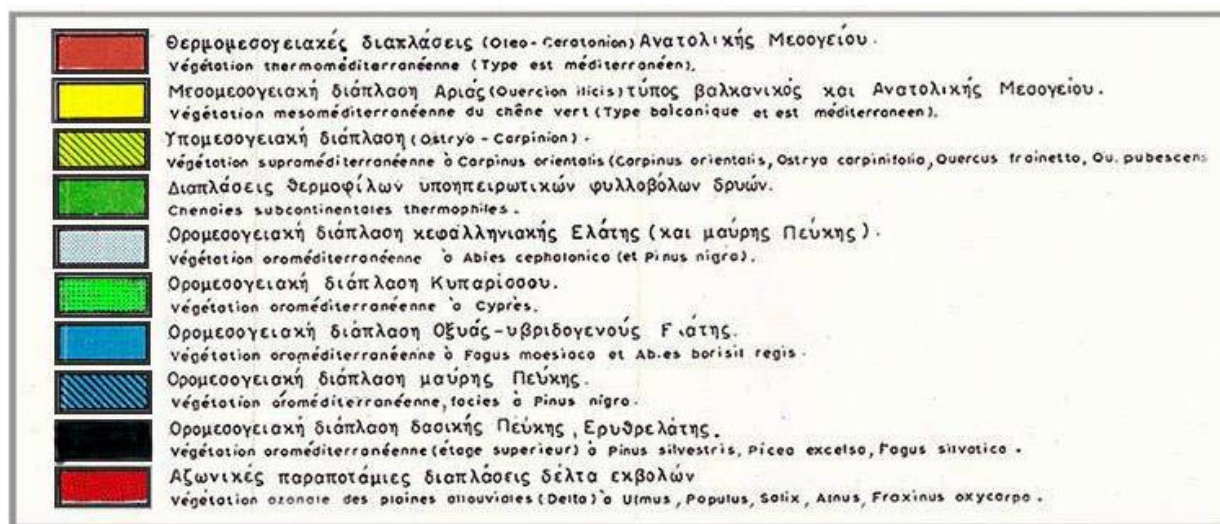 Θερμομεσογειακές διαπλάσεις (Oleo-Ceratonion) Ανατολικής Μεσογείου.
Végétation thermoméditerranéenne (Type est méditerranéen).
Μεσομεσογειακή διάπλαση Αριάς (Quercion ilicis) τύπος βαλκανικός και Ανατολικής Μεσογείου.
Végétation mesoméditerranéenne du chêne vert (Type balcanique et est méditerraneen).
Υπομεσογειακή διάπλαση (Ostryo-Carpinion).
Végétation supraméditerranéenne à Carpinus orientalis (Carpinus orientalis, Ostrya carpinifolia, Quercus frainetto, Qu. pubescens
Διαπλάσεις θερμοφίλων υποηπειρωτικών φυλλοβόλων δρυών.
Chenaies subcontinentales thermophiles.
Ορομεσογειακή διάπλαση κεφαλληνιακής Ελάτης (και μαύρης Πεύκης).
Végétation oroméditerranéenne à Abies cephalonica (et Pinus nigra).
Ορομεσογειακή διάπλαση Κυπαρίσσου.
Végétation oroméditerranéenne à Cyprès.
Ορομεσογειακή διάπλαση Οξυάς-υβριδογενούς Ελάτης.
Végétation oroméditerranéenne à Fagus moesiaca et Abies borisii regis.
Ορομεσογειακή διάπλαση μαύρης Πεύκης.
Végétation oroméditerranéenne, facies à Pinus nigra.
Ορομεσογειακή διάπλαση δασικής Πεύκης, Ερυθρελάτης.
Végétation oroméditerranéenne (étage superieur) à Pinus silvestris, Picea excelsa, Fagus silvatica.
Αζωνικές παραποτάμιες διαπλάσεις δέλτα εκβολών
Végétation azonale des plaines alluviales (Delta) à Ulmus, Populus, Salix, Alnus, Fraxinus oxycarpa.